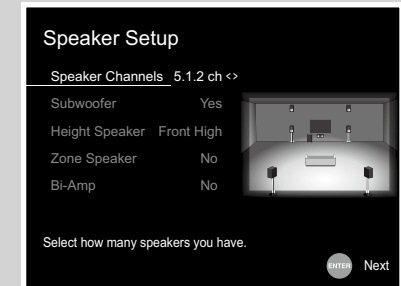 Speaker Setup
Speaker Channels 5.1.2 ch <>
Subwoofer Yes
Height Speaker Front High
Zone Speaker No
Bi-Amp No
Select how many speakers you have.
ENTER Next